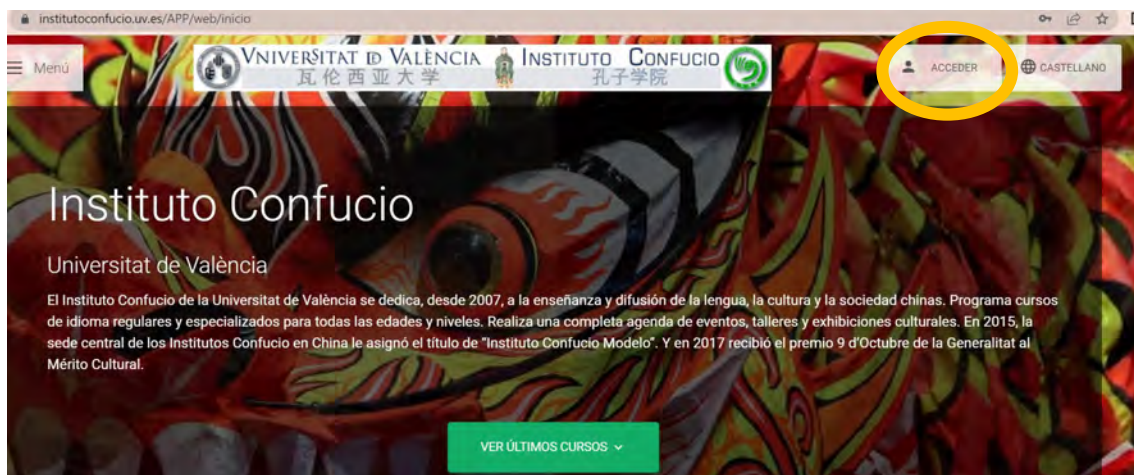 institutoconfucio.uv.es/APP/web/inicio
Menú
VNIVERSITAT ID VALÈNCIA INSTITUTO CONFUCIO
瓦伦西亚大学 孔子学院
ACCEDER
CASTELLANO
Instituto Confucio
Universitat de València
El Instituto Confucio de la Universitat de València se dedica, desde 2007, a la enseñanza y difusión de la lengua, la cultura y la sociedad chinas. Programa cursos
de idioma regulares y especializados para todas las edades y niveles. Realiza una completa agenda de eventos, talleres y exhibiciones culturales. En 2015, la
sede central de los Institutos Confucio en China le asignó el título de "Instituto Confucio Modelo". Y en 2017 recibió el premio 9 d'Octubre de la Generalitat al
Mérito Cultural.
VER ÚLTIMOS CURSOS